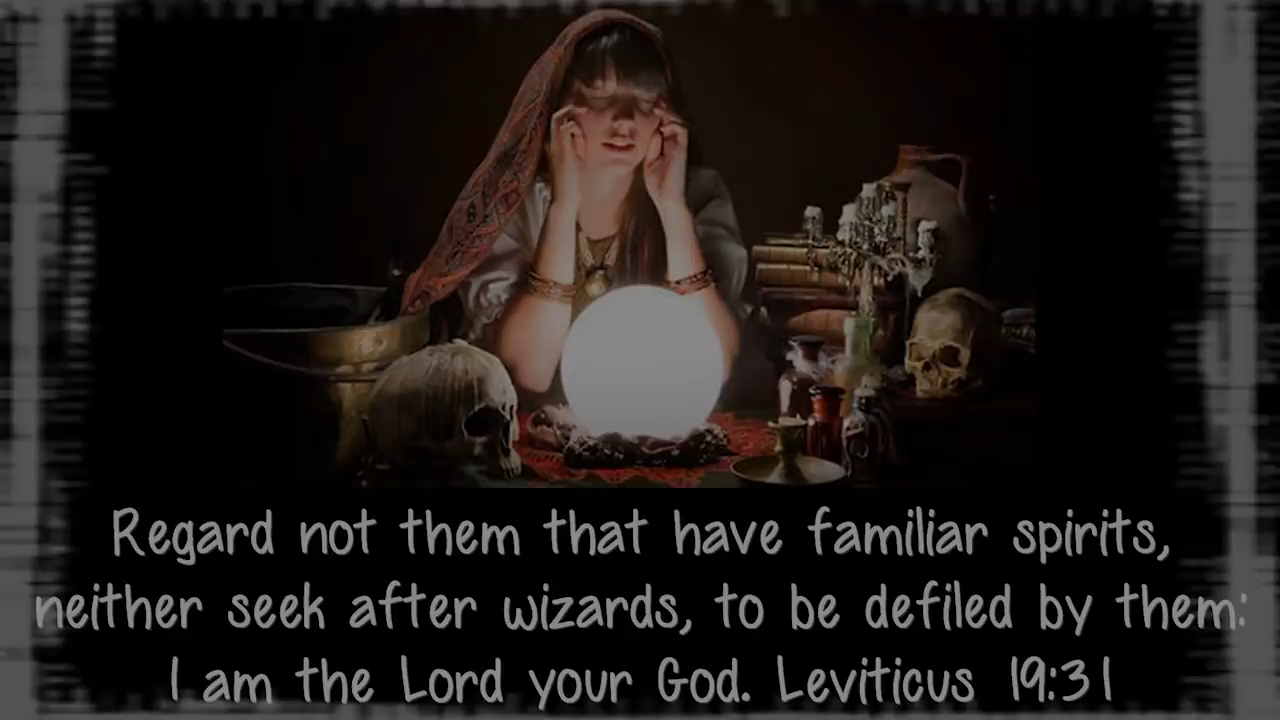 Regard not them that have familiar spirits,
neither seek after wizards, to be defiled by them:
I am the Lord your God. Leviticus 19:31